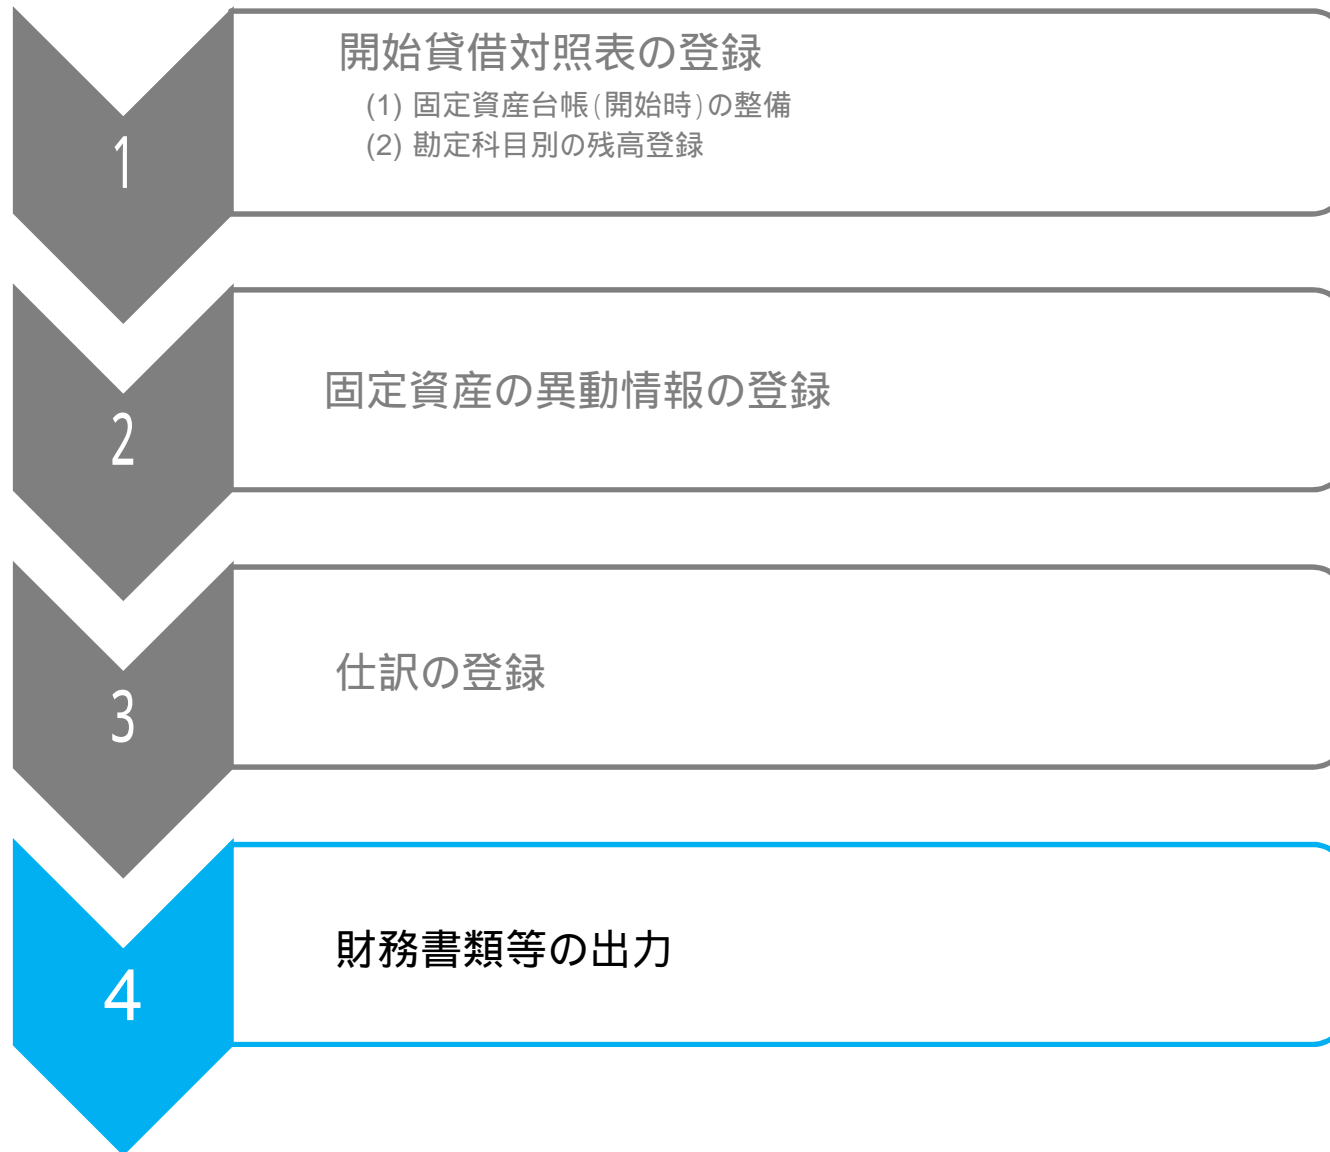 1
開始貸借対照表の登録
(1) 固定資産台帳(開始時)の整備
(2) 勘定科目別の残高登録
2
固定資産の異動情報の登録
3
仕訳の登録
4
財務書類等の出力